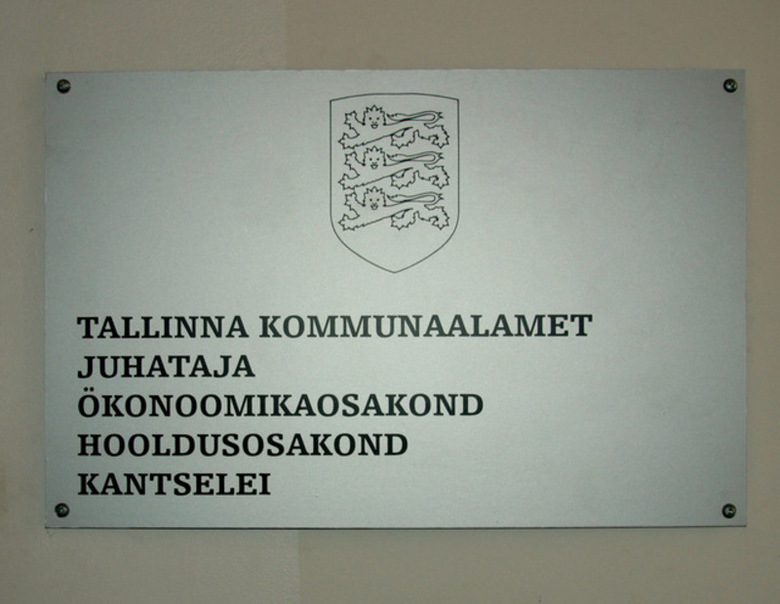 TALLINNA KOMMUNAALAMET
JUHATAJA
ÖKONOOMIKAOSAKOND
HOOLDUSOSAKOND
KANTSELEI